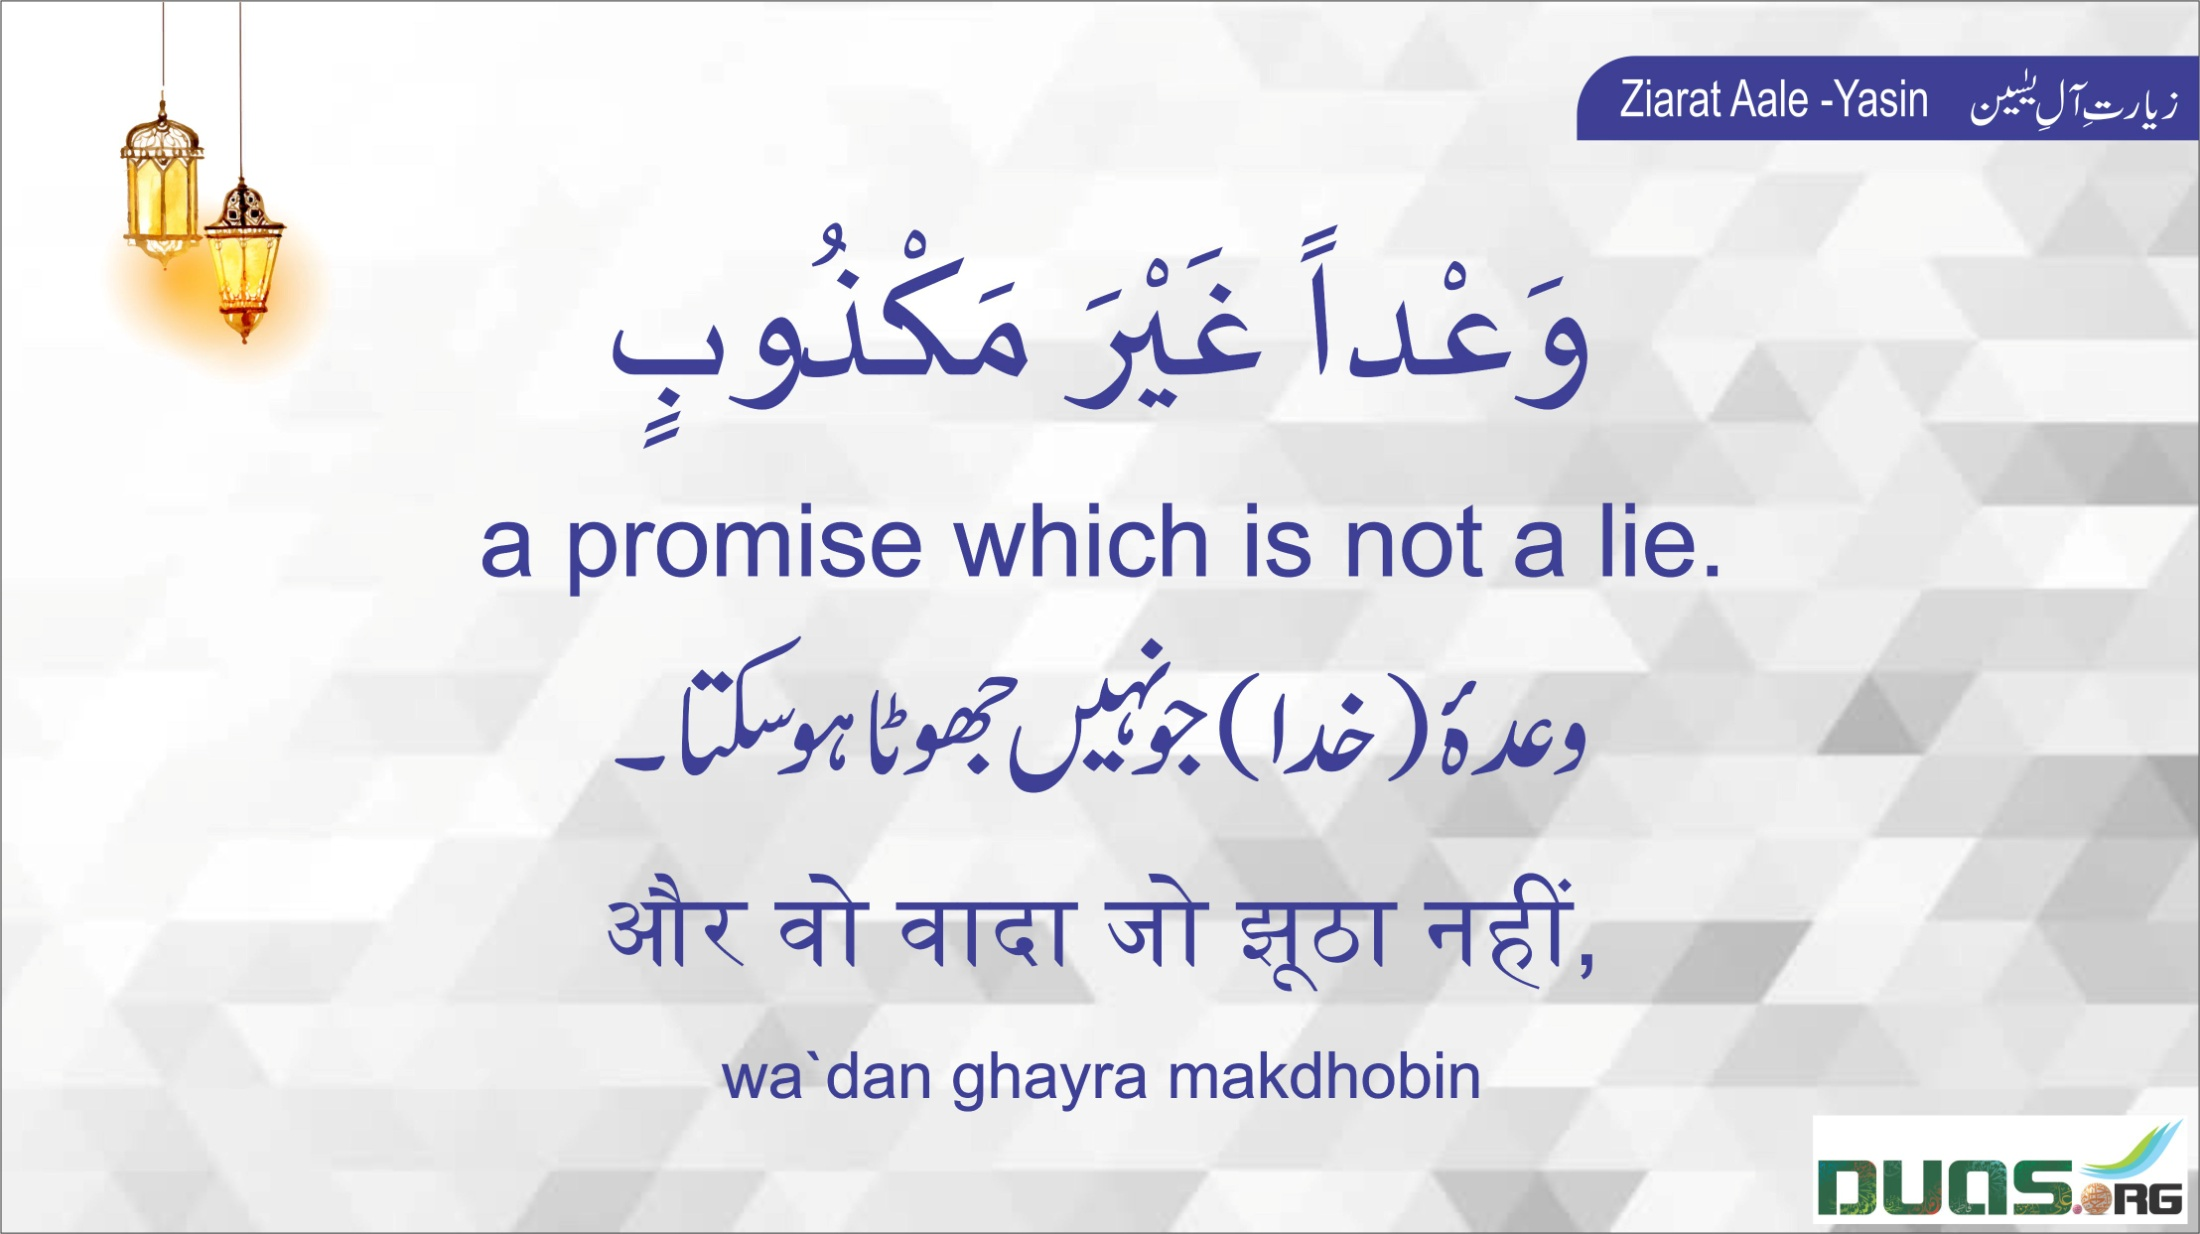 Ziarat Aale -Yasin زیارتِ آلِ یٰسین
وَعْداً غَيْرَ مَكْذُوبٍ
a promise which is not a lie.
وعدۂ (خدا) جو نہیں جھوٹا ہو سکتا۔
और वो वादा जो झूठा नहीं,
wa`dan ghayra makdhobin
DUAS.ORG